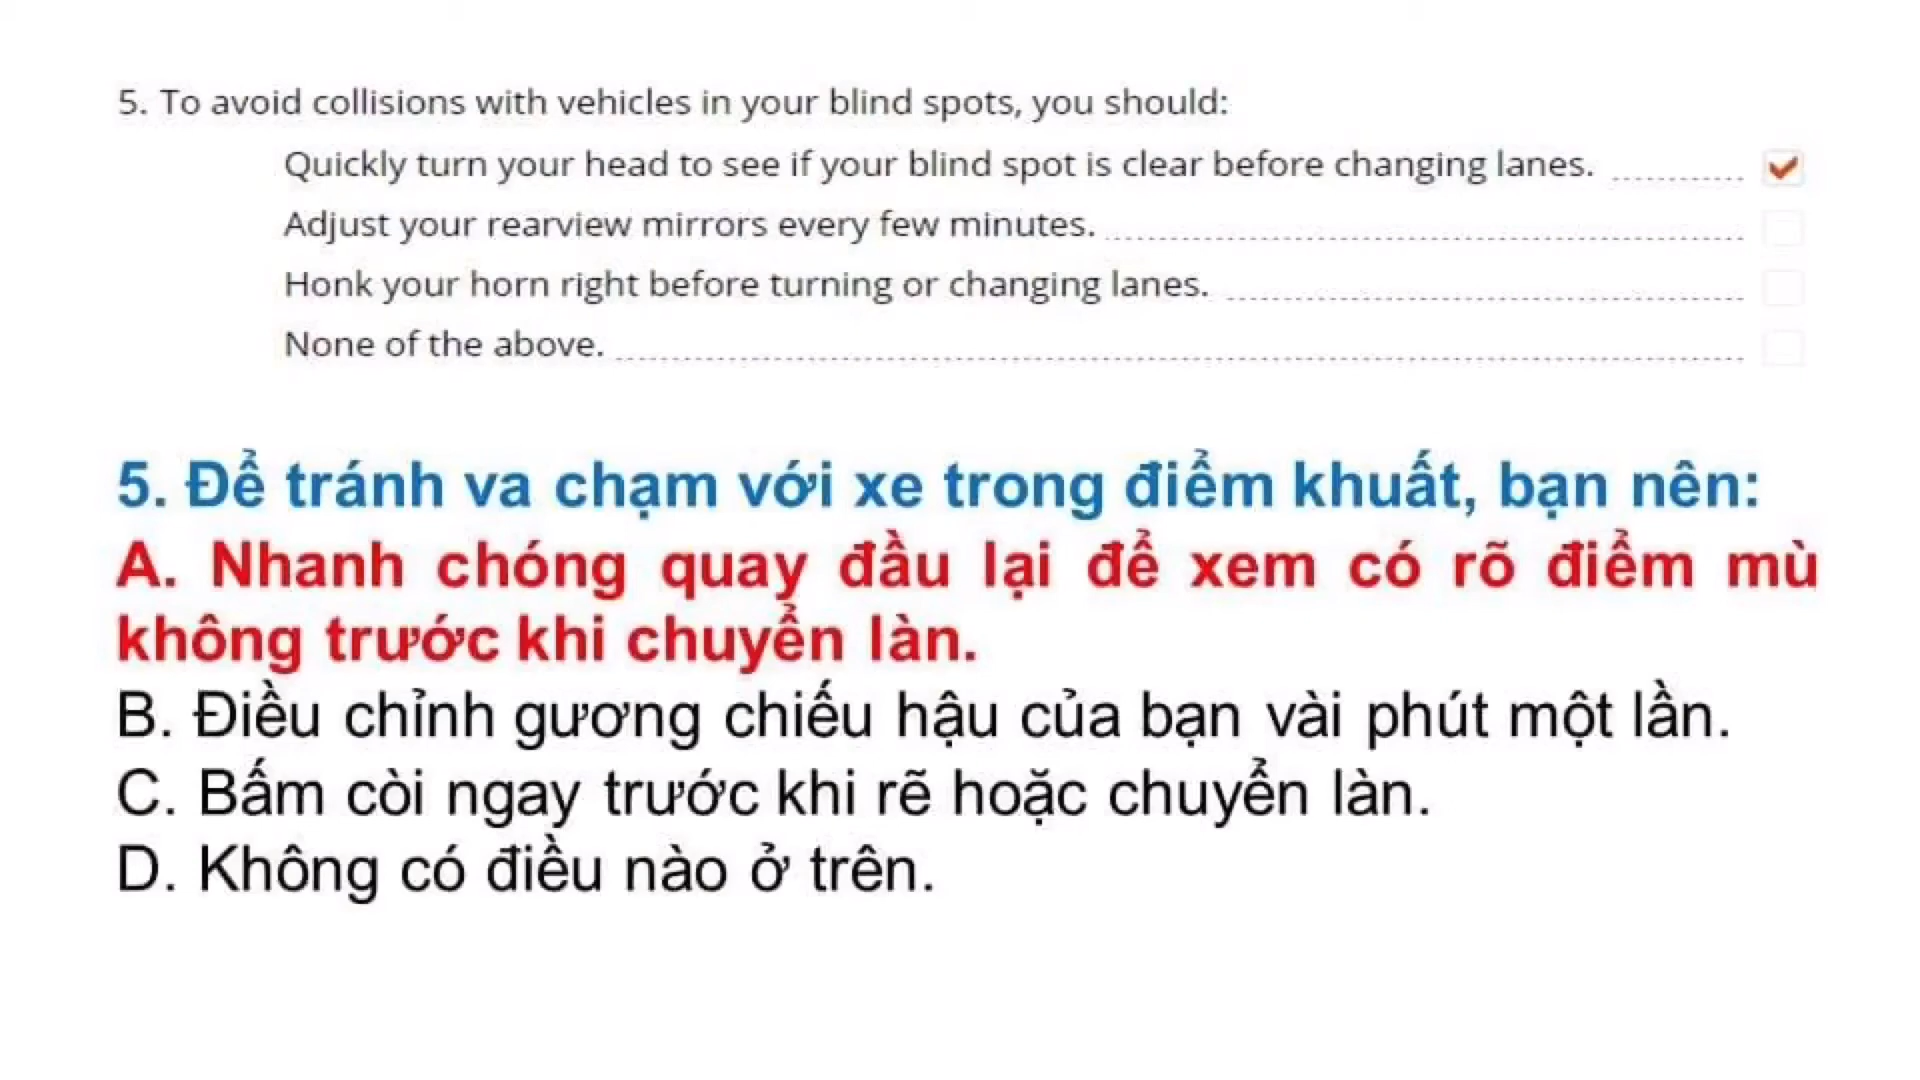 5. To avoid collisions with vehicles in your blind spots, you should:
Quickly turn your head to see if your blind spot is clear before changing lanes.
Adjust your rearview mirrors every few minutes.
Honk your horn right before turning or changing lanes.
None of the above.
5. Để tránh va chạm với xe trong điểm khuất, bạn nên:
A. Nhanh chóng quay đầu lại để xem có rõ điểm mù
không trước khi chuyển làn.
B. Điều chỉnh gương chiếu hậu của bạn vài phút một lần.
C. Bấm còi ngay trước khi rẽ hoặc chuyển làn.
D. Không có điều nào ở trên.